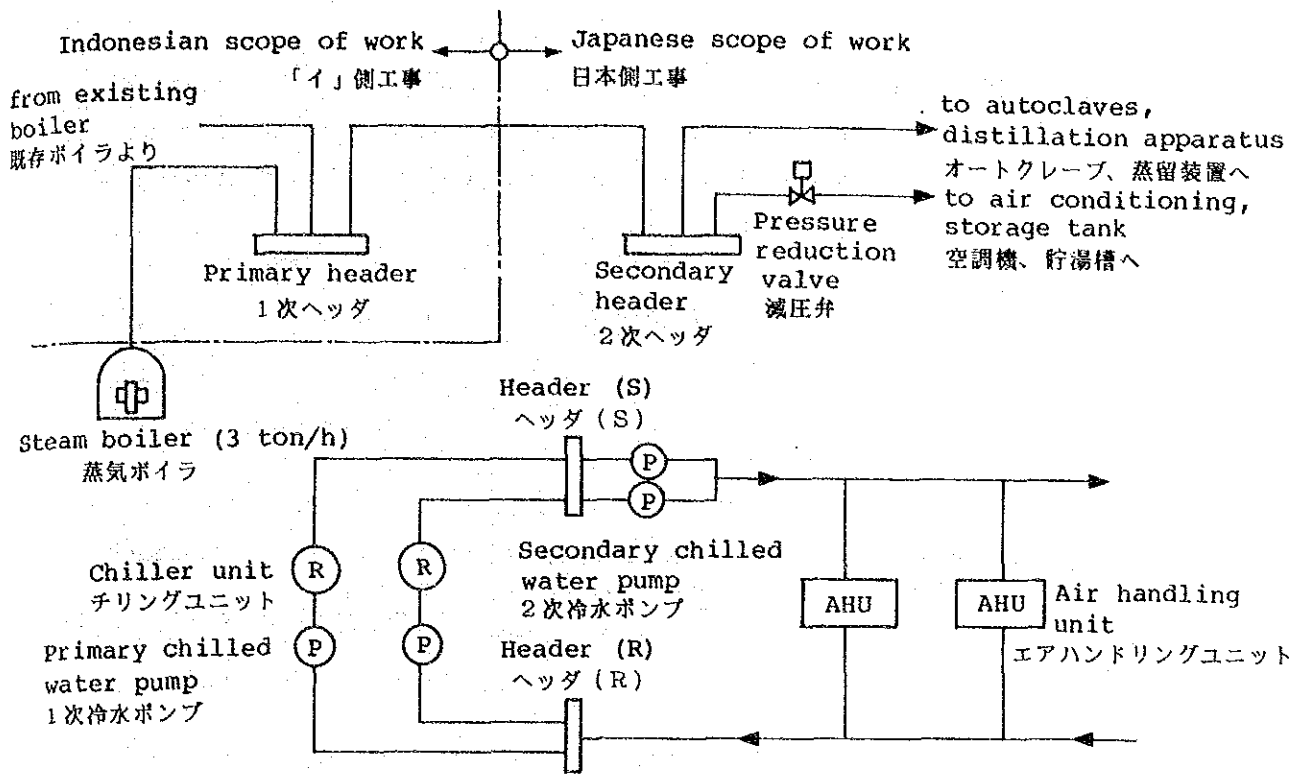 Indonesian scope of work
「イ」側工事
Japanese scope of work
日本側工事
from existing
boiler
既存ボイラより
to autoclaves,
distillation apparatus
オートクレーブ、蒸留装置へ
to air conditioning,
storage tank
空調機、貯湯槽へ
Pressure
reduction
valve
減圧弁
Primary header
1次ヘッダ
Secondary
header
2次ヘッダ
Steam boiler (3 ton/h)
蒸気ボイラ
Header (S)
ヘッダ(S)
P
P
Chiller unit
チリングユニット
R
R
Secondary chilled
water pump
2次冷水ポンプ
AHU
AHU
Air handling
unit
エアハンドリングユニット
Primary chilled
water pump
1次冷水ポンプ
P
P
Header (R)
ヘッダ(R)